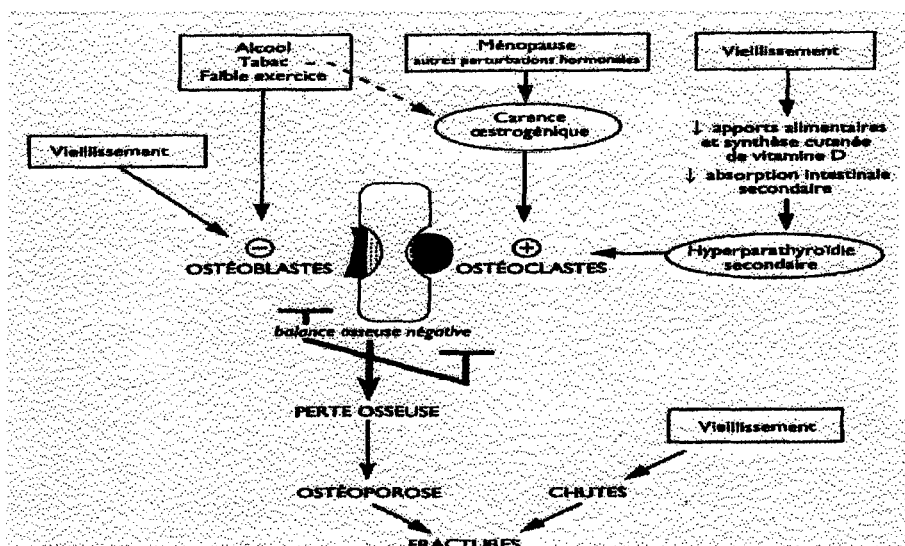 Alcool
Tabac
Faible exercice
Ménopause
autres perturbations hormonales
Vieillissement
Carence
œstrogénique
↓ apports alimentaires
et synthèse cutanée
de vitamine D
↓ absorption intestinale
secondaire
Vieillissement
Hyperparathyroïdie
secondaire
⊖
OSTÉOBLASTES
⊕
OSTÉOCLASTES
balance osseuse négative
PERTE OSSEUSE
Vieillissement
OSTÉOPOROSE
CHUTES
FRACTURES